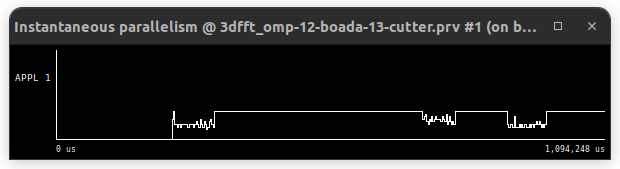 Instantaneous parallelism @ 3dfft_omp-12-boada-13-cutter.prv #1 (on b...
APPL 1
0 us
1,094,248 us